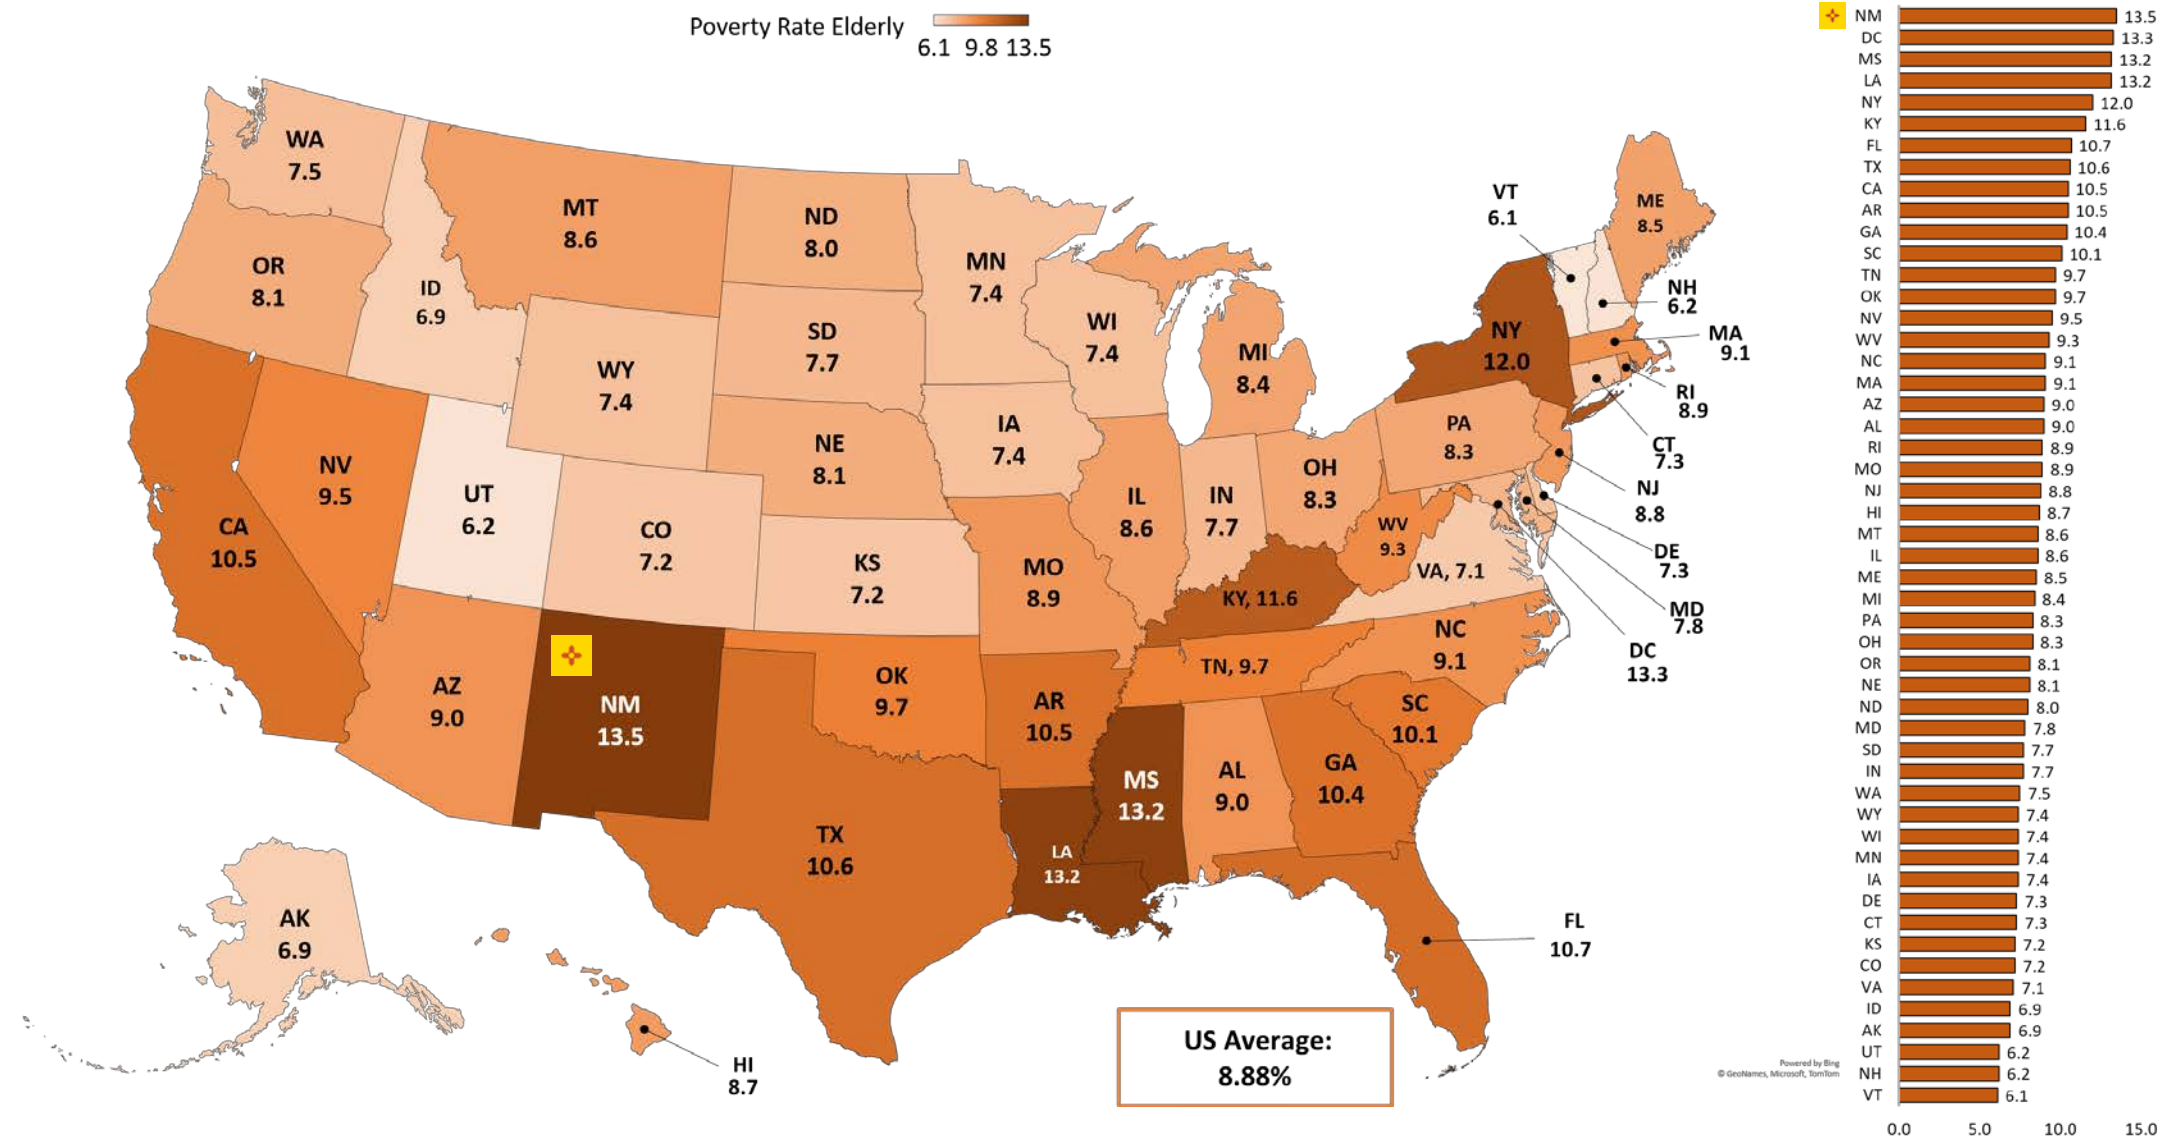 Poverty Rate Elderly
6.1 9.8 13.5
WA
7.5
MT
8.6
ND
8.0
MN
7.4
OR
8.1
ID
6.9
SD
7.7
WI
7.4
MI
8.4
WY
7.4
VT
6.1
ME
8.5
NH
6.2
NY
12.0
MA
9.1
RI
8.9
CT
7.3
NJ
8.8
DE
7.3
MD
7.8
DC
13.3
PA
8.3
IA
7.4
NE
8.1
NV
9.5
UT
6.2
CA
10.5
CO
7.2
KS
7.2
MO
8.9
IL
8.6
IN
7.7
OH
8.3
WV
9.3
VA, 7.1
KY, 11.6
NC
9.1
TN, 9.7
SC
10.1
AZ
9.0
NM
13.5
OK
9.7
AR
10.5
MS
13.2
AL
9.0
GA
10.4
TX
10.6
LA
13.2
FL
10.7
AK
6.9
HI
8.7
US Average:
8.88%
Powered by Bing
© GeoNames, Microsoft, TomTom
NM 13.5
DC 13.3
MS 13.2
LA 13.2
NY 12.0
KY 11.6
FL 10.7
TX 10.6
CA 10.5
AR 10.5
GA 10.4
SC 10.1
TN 9.7
OK 9.7
NV 9.5
WV 9.3
NC 9.1
MA 9.1
AZ 9.0
AL 9.0
RI 8.9
MO 8.9
NJ 8.8
HI 8.7
MT 8.6
IL 8.6
ME 8.5
MI 8.4
PA 8.3
OH 8.3
OR 8.1
NE 8.1
ND 8.0
MD 7.8
SD 7.7
IN 7.7
WA 7.5
WY 7.4
WI 7.4
MN 7.4
IA 7.4
DE 7.3
CT 7.3
KS 7.2
CO 7.2
VA 7.1
ID 6.9
AK 6.9
UT 6.2
NH 6.2
VT 6.1
0.0 5.0 10.0 15.0